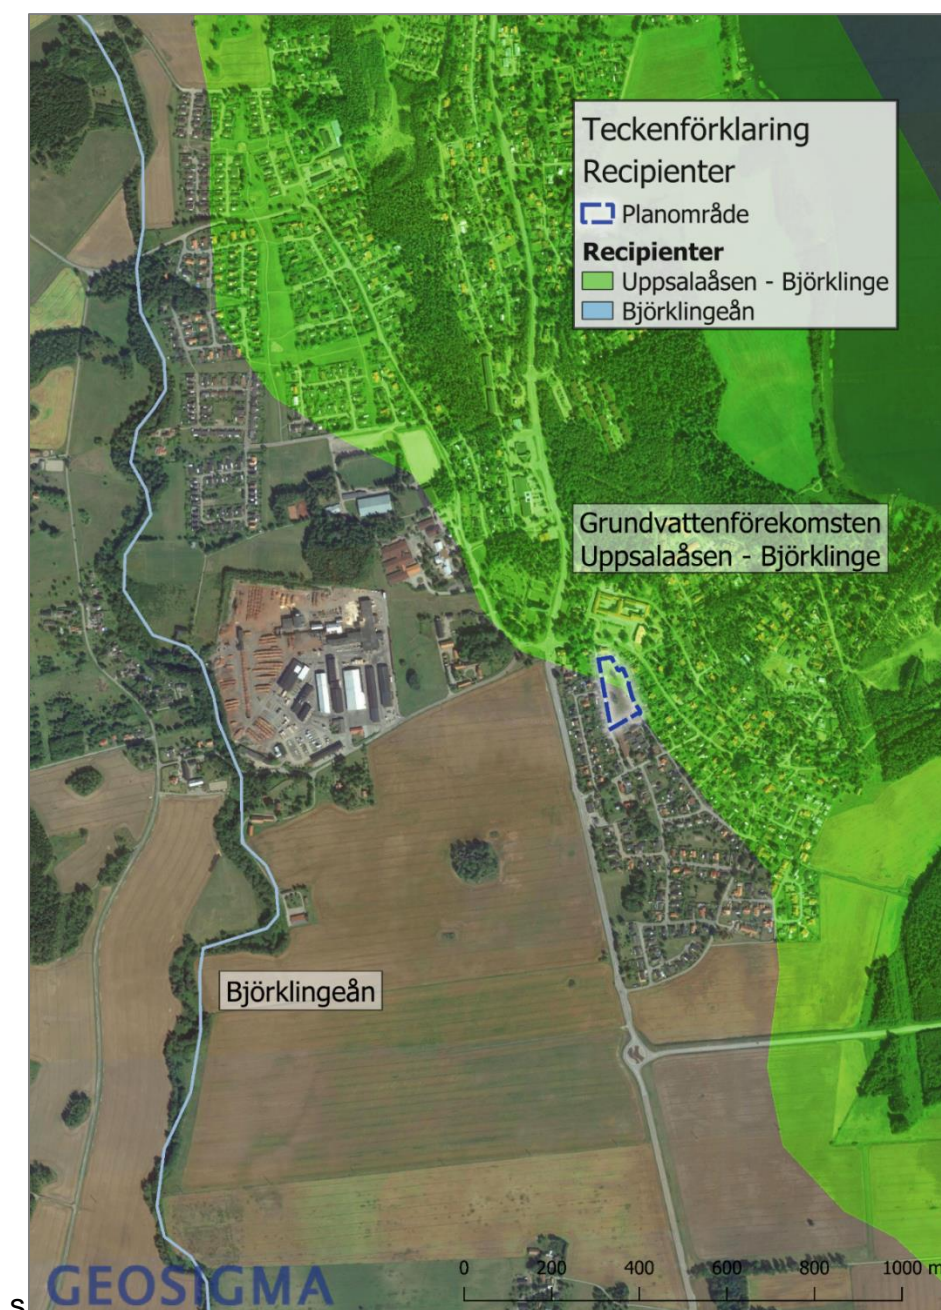 Teckenförklaring
Recipienter
Planområde
Recipienter
Uppsalaåsen - Björklinge
Björklingeån
Grundvattenförekomsten
Uppsalaåsen - Björklinge
Björklingeån
GEOSIGMA
0 200 400 600 800 1000 m
s